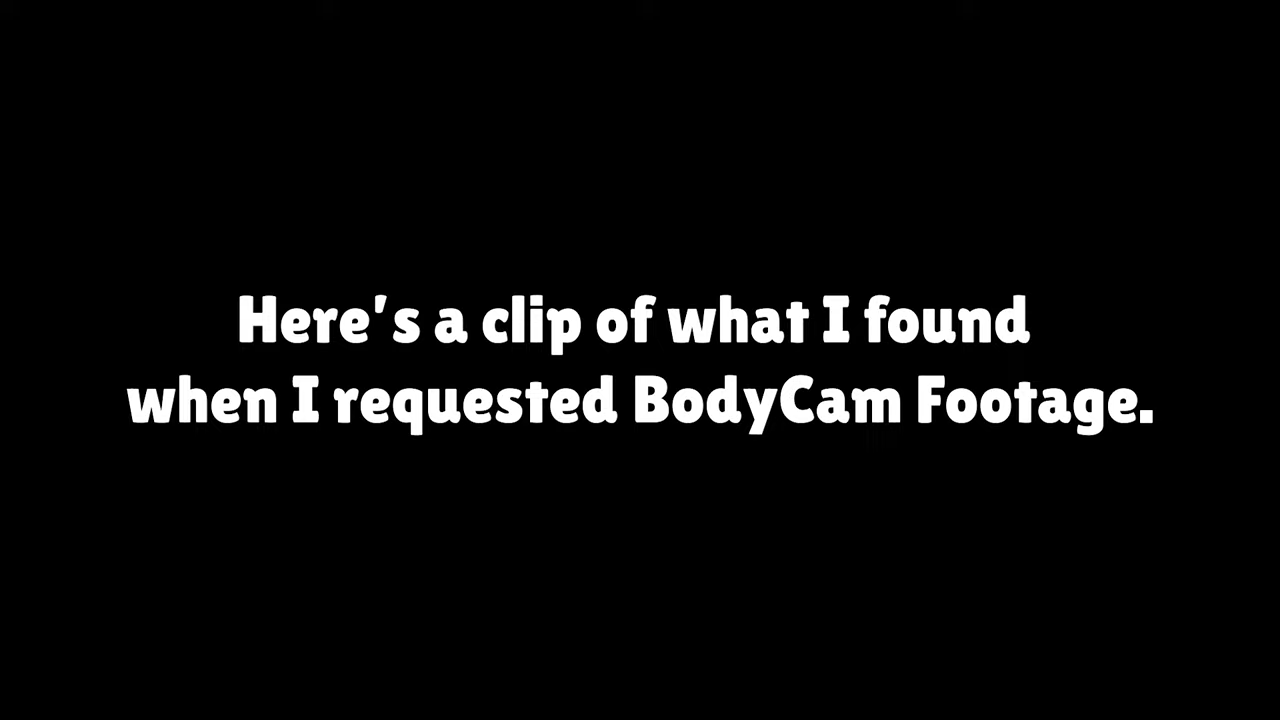 Here's a clip of what I found
when I requested BodyCam Footage.